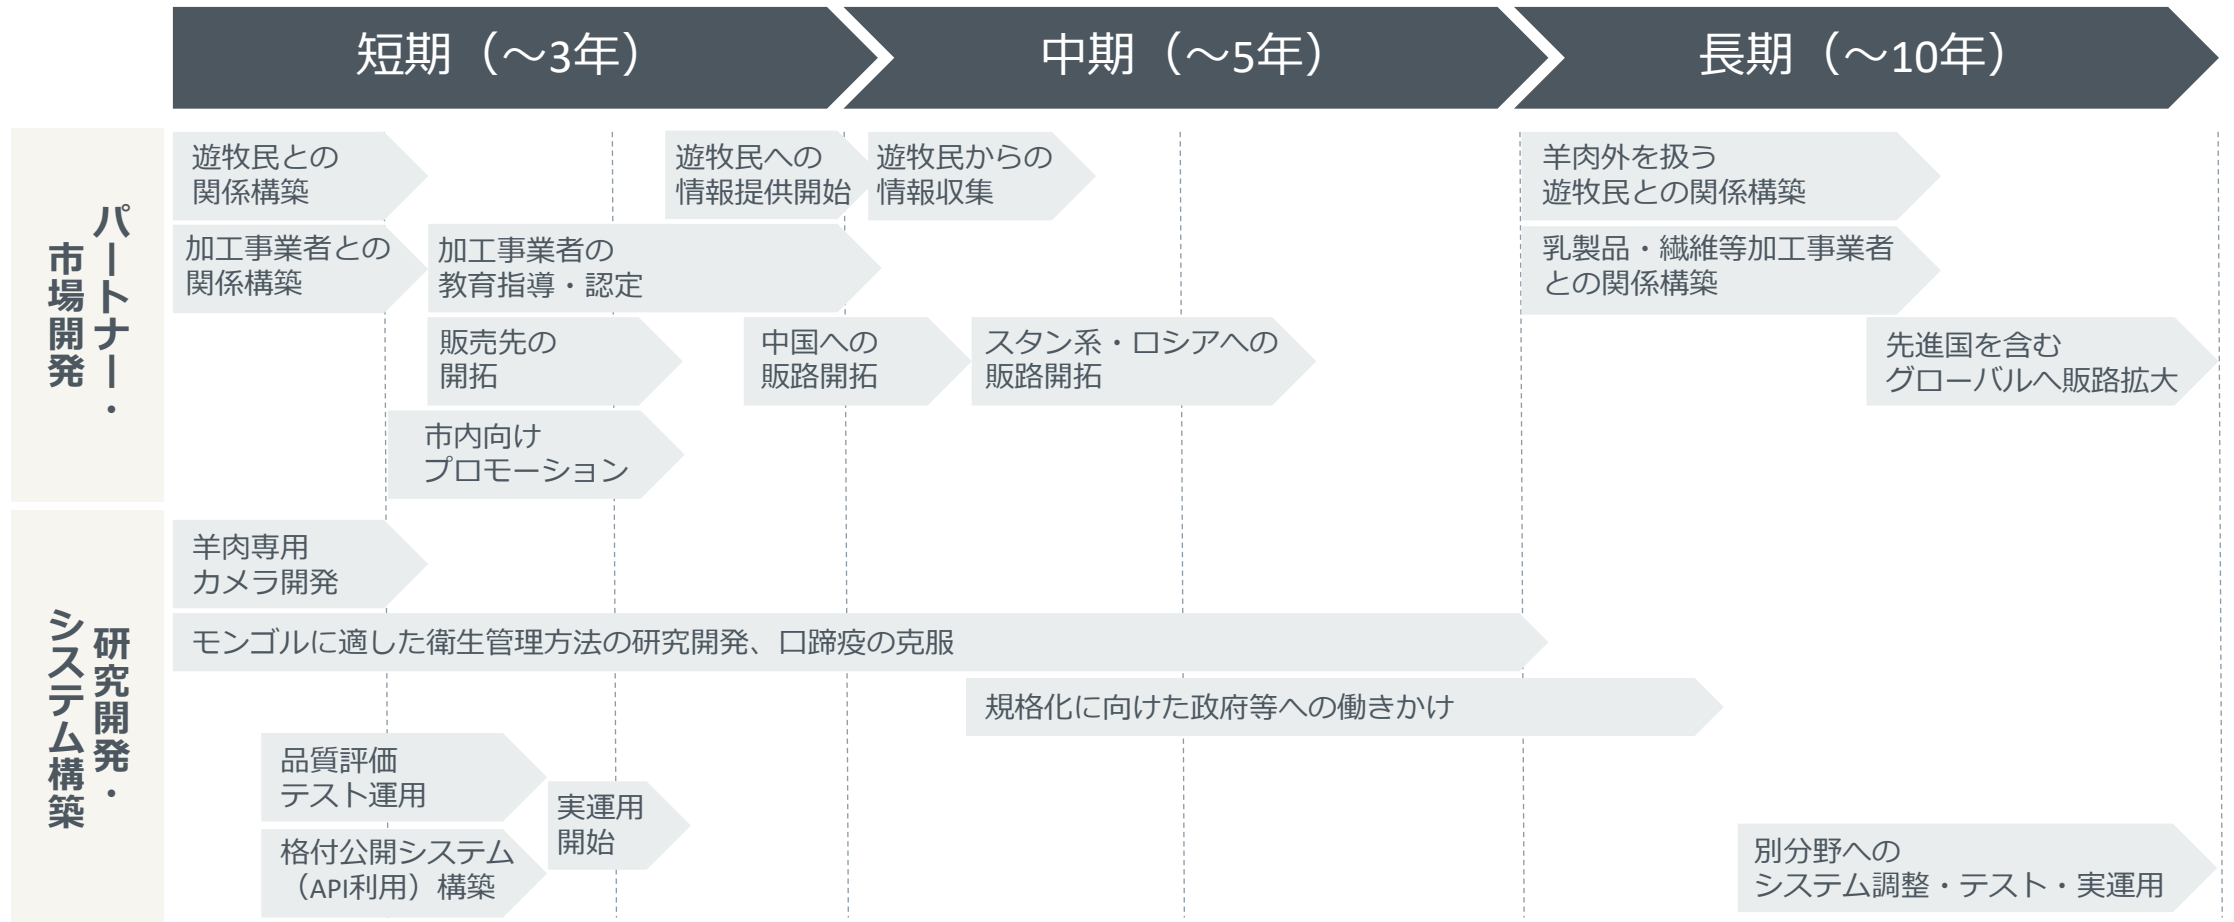 短期（～3年）
中期（～5年）
長期（～10年）
パートナー・
市場開発
遊牧民との
関係構築
遊牧民への
情報提供開始
遊牧民からの
情報収集
羊肉外を扱う
遊牧民との関係構築
加工事業者との
関係構築
加工事業者の
教育指導・認定
乳製品・繊維等加工事業者
との関係構築
販売先の
開拓
中国への
販路開拓
スタン系・ロシアへの
販路開拓
先進国を含む
グローバルへ販路拡大
市内向け
プロモーション
研究開発・
システム構築
羊肉専用
カメラ開発
モンゴルに適した衛生管理方法の研究開発、口蹄疫の克服
規格化に向けた政府等への働きかけ
品質評価
テスト運用
実運用
開始
格付公開システム
（API利用）構築
別分野への
システム調整・テスト・実運用